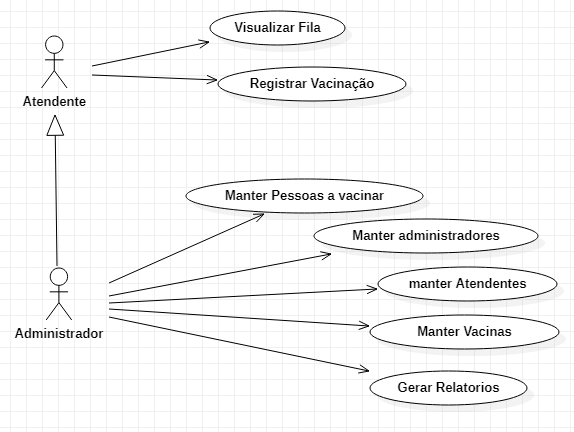 Visualizar Fila
Registrar Vacinação
Atendente
Manter Pessoas a vacinar
Manter administradores
manter Atendentes
Manter Vacinas
Administrador
Gerar Relatorios